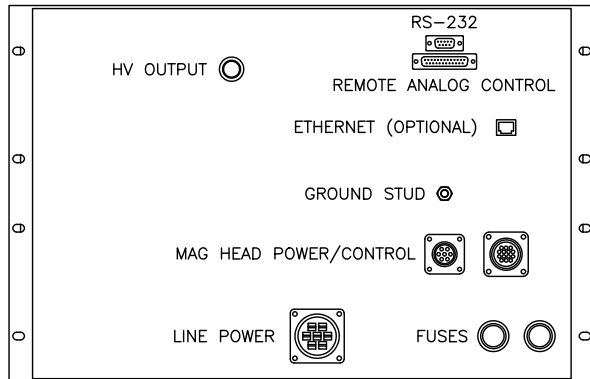 RS-232
HV OUTPUT
REMOTE ANALOG CONTROL
ETHERNET (OPTIONAL)
GROUND STUD
MAG HEAD POWER/CONTROL
LINE POWER
FUSES